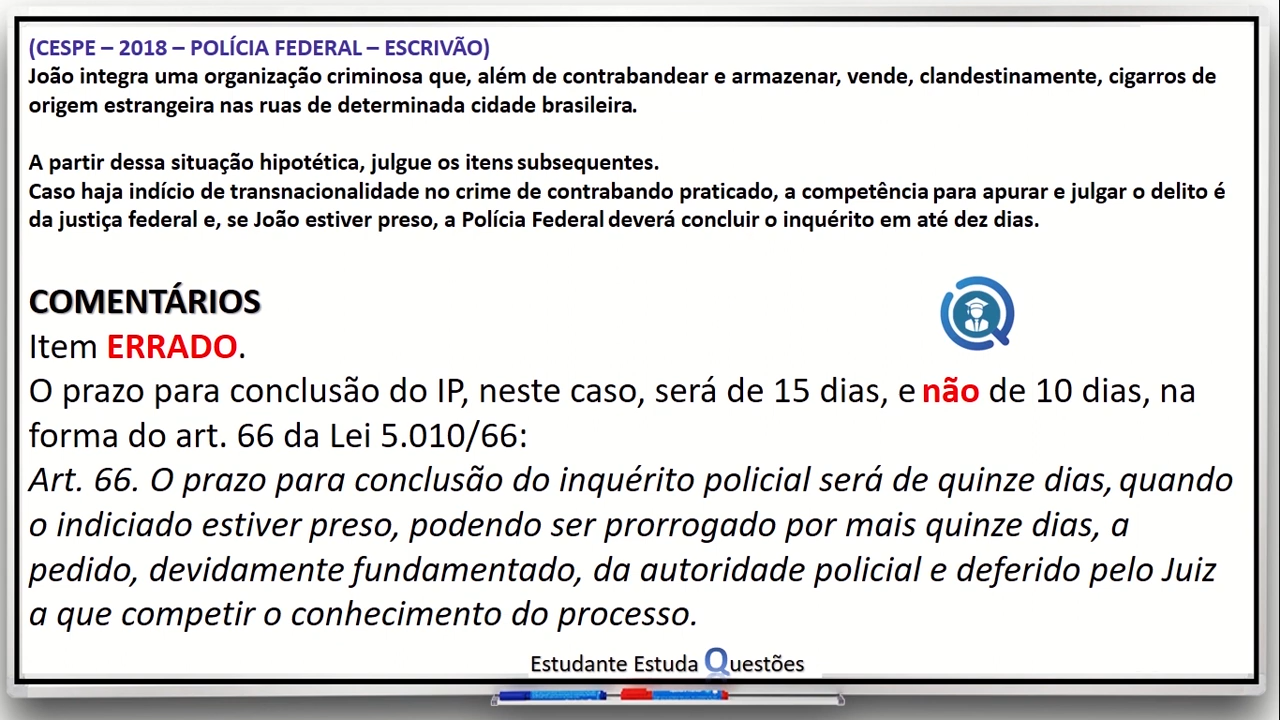 (CESPE – 2018 – POLÍCIA FEDERAL – ESCRIVÃO)
João integra uma organização criminosa que, além de contrabandear e armazenar, vende, clandestinamente, cigarros de
origem estrangeira nas ruas de determinada cidade brasileira.
A partir dessa situação hipotética, julgue os itens subsequentes.
Caso haja indício de transnacionalidade no crime de contrabando praticado, a competência para apurar e julgar o delito é
da justiça federal e, se João estiver preso, a Polícia Federal deverá concluir o inquérito em até dez dias.
COMENTÁRIOS
Item ERRADO.
O prazo para conclusão do IP, neste caso, será de 15 dias, e não de 10 dias, na
forma do art. 66 da Lei 5.010/66:
Art. 66. O prazo para conclusão do inquérito policial será de quinze dias, quando
o indiciado estiver preso, podendo ser prorrogado por mais quinze dias, a
pedido, devidamente fundamentado, da autoridade policial e deferido pelo Juiz
a que competir o conhecimento do processo.
Estudante Estuda Questões